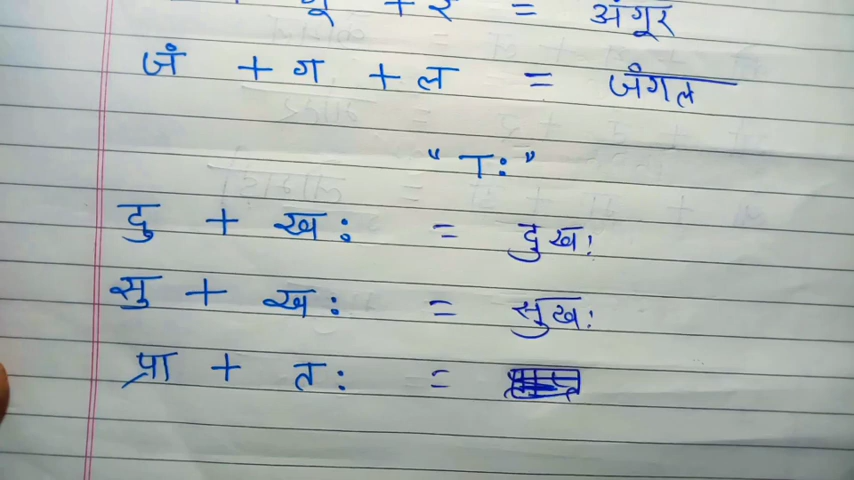 गू + र = अंगूर
जं + ग + ल = जंगल
" ाः "
दु + खः = दुखः
सु + खः = सुखः
प्रा + तः =